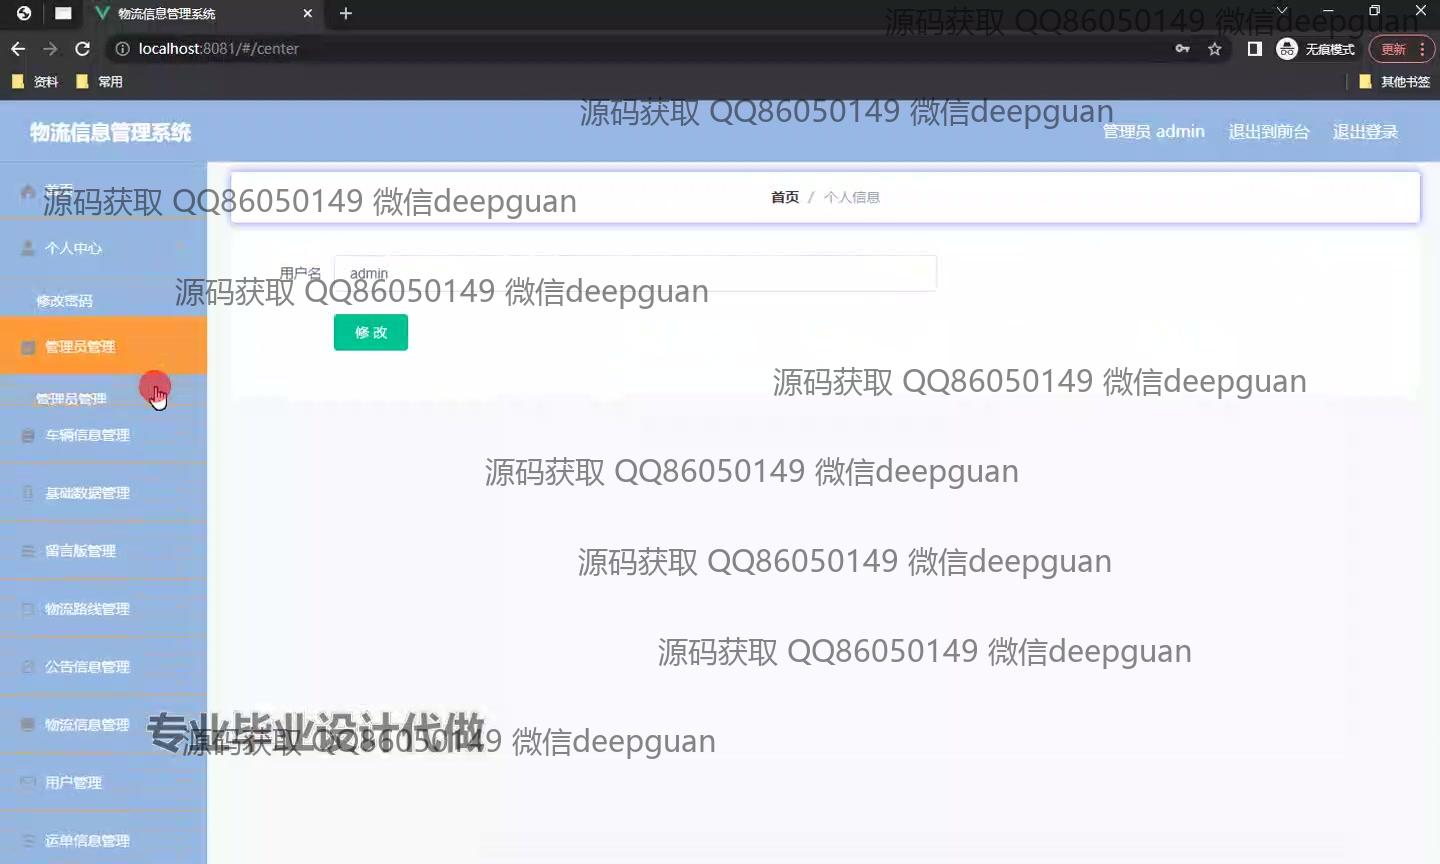 物流信息管理系统
源码获取 QQ86050149 微信deepguan
localhost:8081/#/center
无痕模式
更新
资料
常用
其他书签
物流信息管理系统
源码获取 QQ86050149 微信deepguan
管理员 admin
退出到前台
退出登录
首页
源码获取 QQ86050149 微信deepguan
首页 / 个人信息
个人中心
用户名
admin
源码获取 QQ86050149 微信deepguan
修改密码
修 改
管理员管理
源码获取 QQ86050149 微信deepguan
管理员管理
车辆信息管理
源码获取 QQ86050149 微信deepguan
基础数据管理
留言版管理
源码获取 QQ86050149 微信deepguan
物流路线管理
源码获取 QQ86050149 微信deepguan
公告信息管理
物流信息管理
专业毕业设计代做
源码获取 QQ86050149 微信deepguan
用户管理
运单信息管理